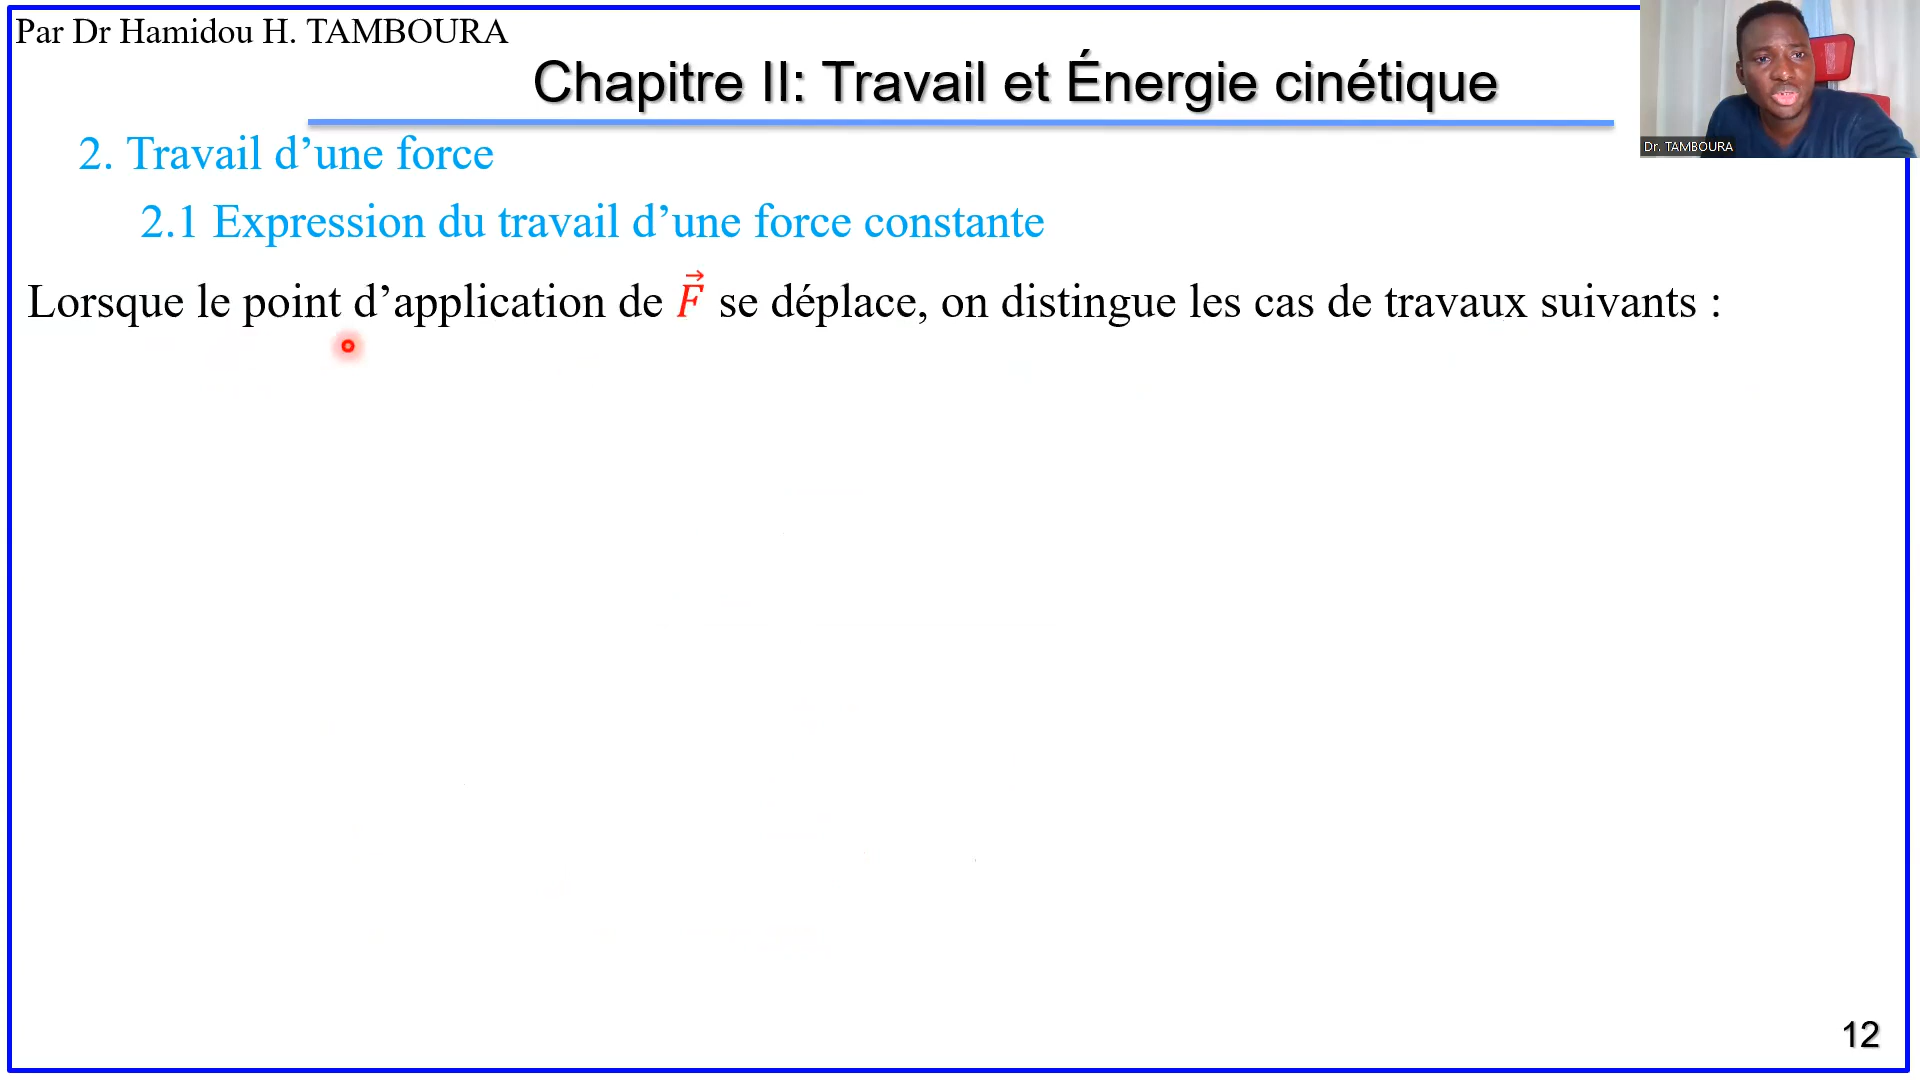 Par Dr Hamidou H. TAMBOURA
Chapitre II: Travail et Énergie cinétique
Dr. TAMBOURA
2. Travail d’une force
2.1 Expression du travail d’une force constante
Lorsque le point d’application de \vec{F} se déplace, on distingue les cas de travaux suivants :
12